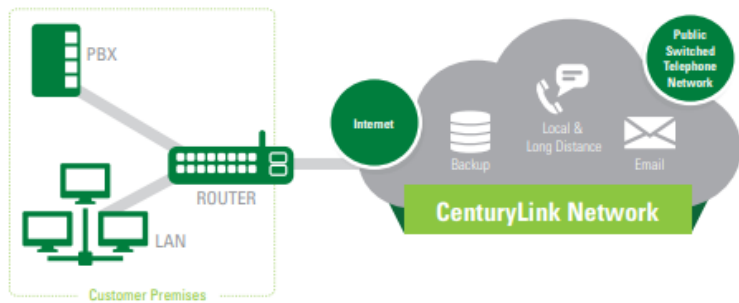 PBX
ROUTER
LAN
Customer Premises
Internet
Backup
Local &
Long Distance
Email
Public
Switched
Telephone
Network
CenturyLink Network